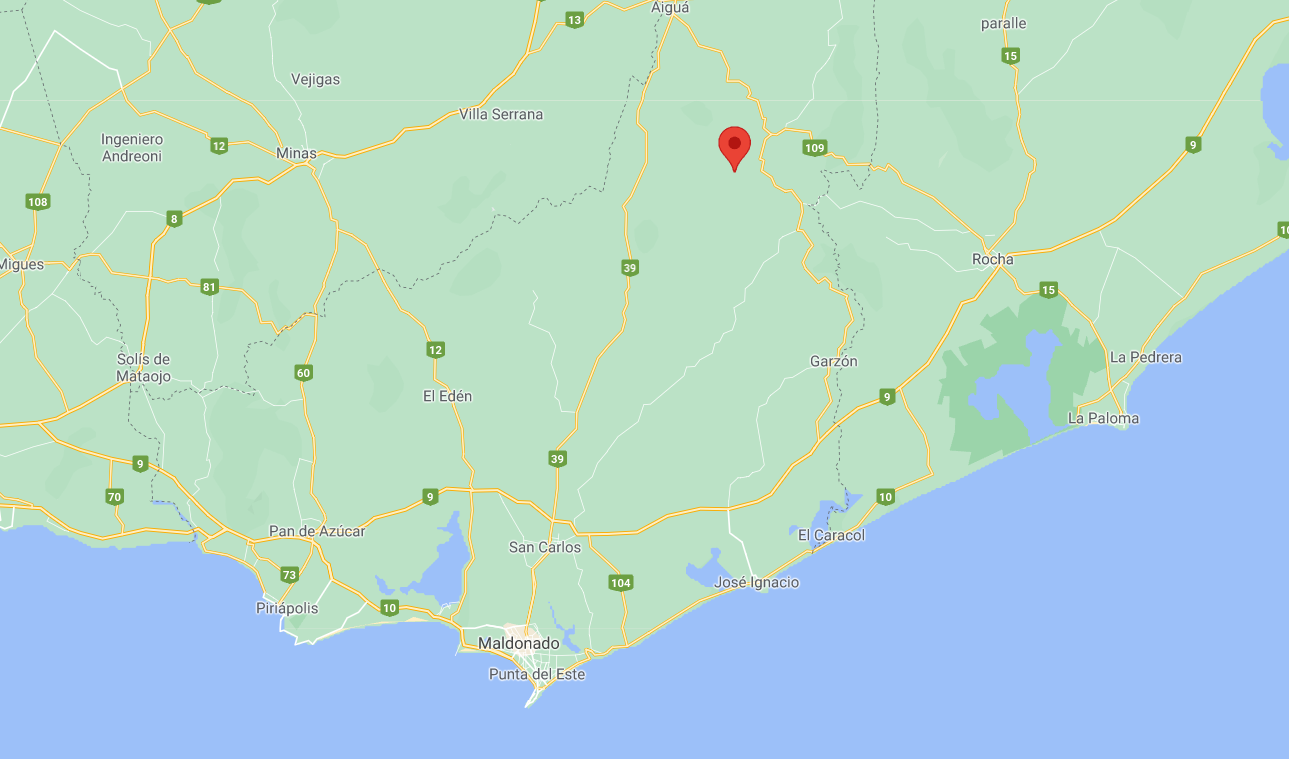 Aiguá
13
paralle
15
Vejigas
Villa Serrana
Ingeniero
Andreoni
12
Minas
109
9
108
8
10
Migues
39
Rocha
81
15
12
Solís de
Mataojo
60
Garzón
La Pedrera
El Edén
9
La Paloma
39
9
70
9
10
Pan de Azúcar
El Caracol
San Carlos
73
104
José Ignacio
Piriápolis
10
Maldonado
Punta del Este